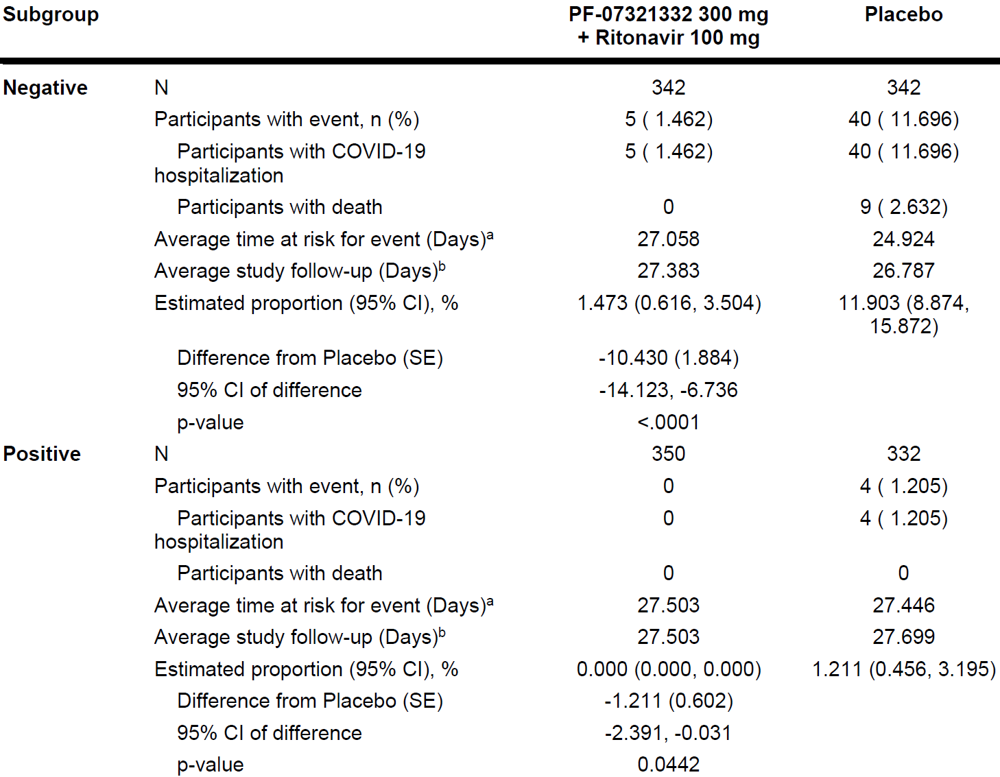 Subgroup PF-07321332 300 mg Placebo
+ Ritonavir 100 mg
Negative N 342 342
Participants with event, n (%) 5 ( 1.462) 40 ( 11.696)
Participants with COVID-19 5 ( 1.462) 40 ( 11.696)
hospitalization
Participants with death 0 9 ( 2.632)
Average time at risk for event (Days)a 27.058 24.924
Average study follow-up (Days)b 27.383 26.787
Estimated proportion (95% CI), % 1.473 (0.616, 3.504) 11.903 (8.874,
15.872)
Difference from Placebo (SE) -10.430 (1.884)
95% CI of difference -14.123, -6.736
p-value <.0001
Positive N 350 332
Participants with event, n (%) 0 4 ( 1.205)
Participants with COVID-19 0 4 ( 1.205)
hospitalization
Participants with death 0 0
Average time at risk for event (Days)a 27.503 27.446
Average study follow-up (Days)b 27.503 27.699
Estimated proportion (95% CI), % 0.000 (0.000, 0.000) 1.211 (0.456, 3.195)
Difference from Placebo (SE) -1.211 (0.602)
95% CI of difference -2.391, -0.031
p-value 0.0442